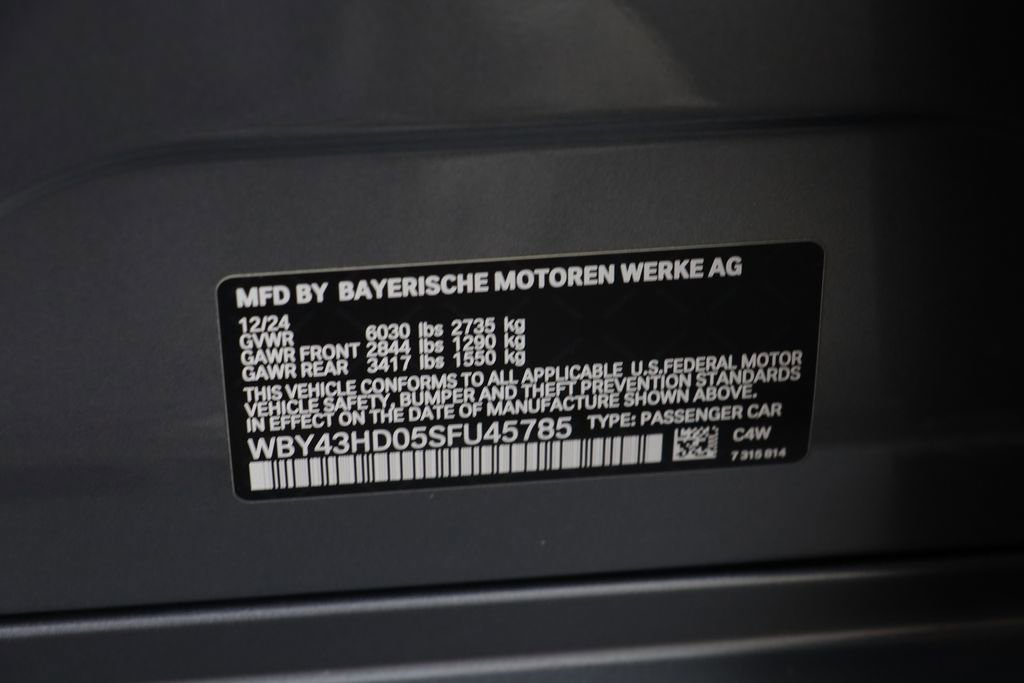 MFD BY BAYERISCHE MOTOREN WERKE AG
12/24
GVWR 6030 lbs 2735 kg
GAWR FRONT 2844 lbs 1290 kg
GAWR REAR 3417 lbs 1550 kg
THIS VEHICLE CONFORMS TO ALL APPLICABLE U.S.FEDERAL MOTOR
VEHICLE SAFETY, BUMPER AND THEFT PREVENTION STANDARDS
IN EFFECT ON THE DATE OF MANUFACTURE SHOWN ABOVE.
WBY43HD05SFU45785 TYPE: PASSENGER CAR
C4W
7 315 814